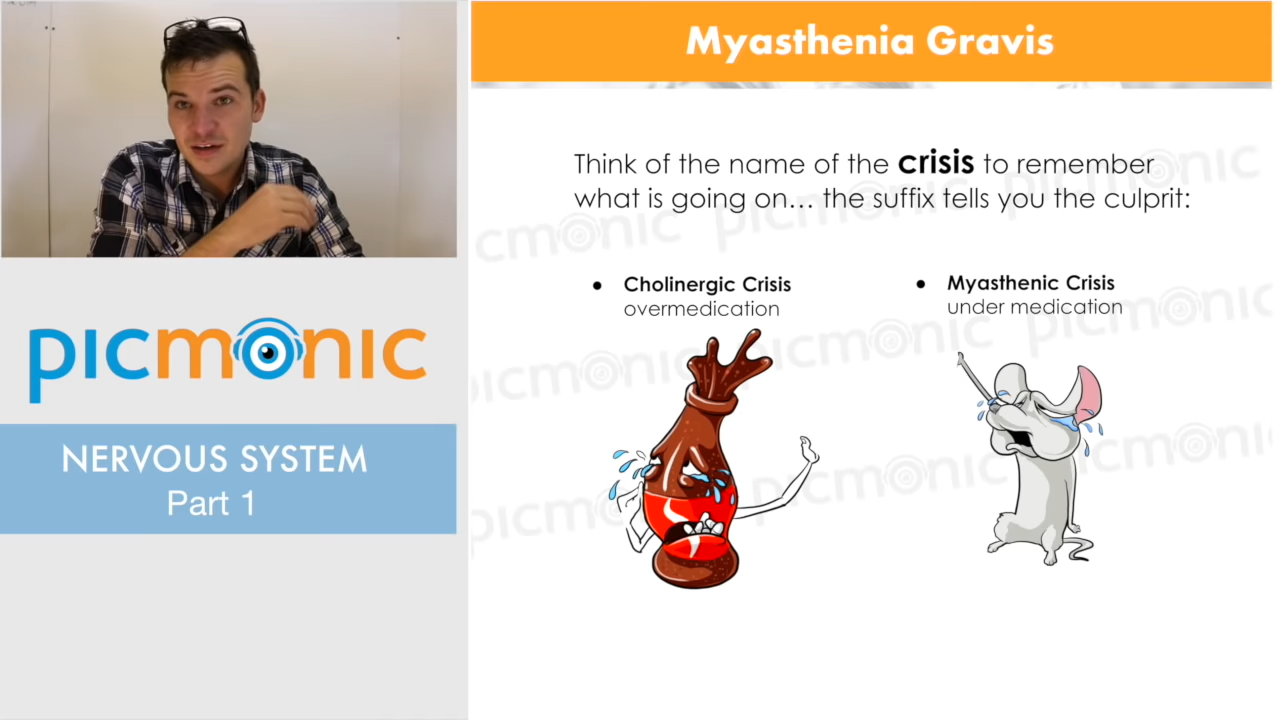 Myasthenia Gravis
Think of the name of the crisis to remember
what is going on... the suffix tells you the culprit:
● Cholinergic Crisis
overmedication
● Myasthenic Crisis
under medication
picmonic
NERVOUS SYSTEM
Part 1